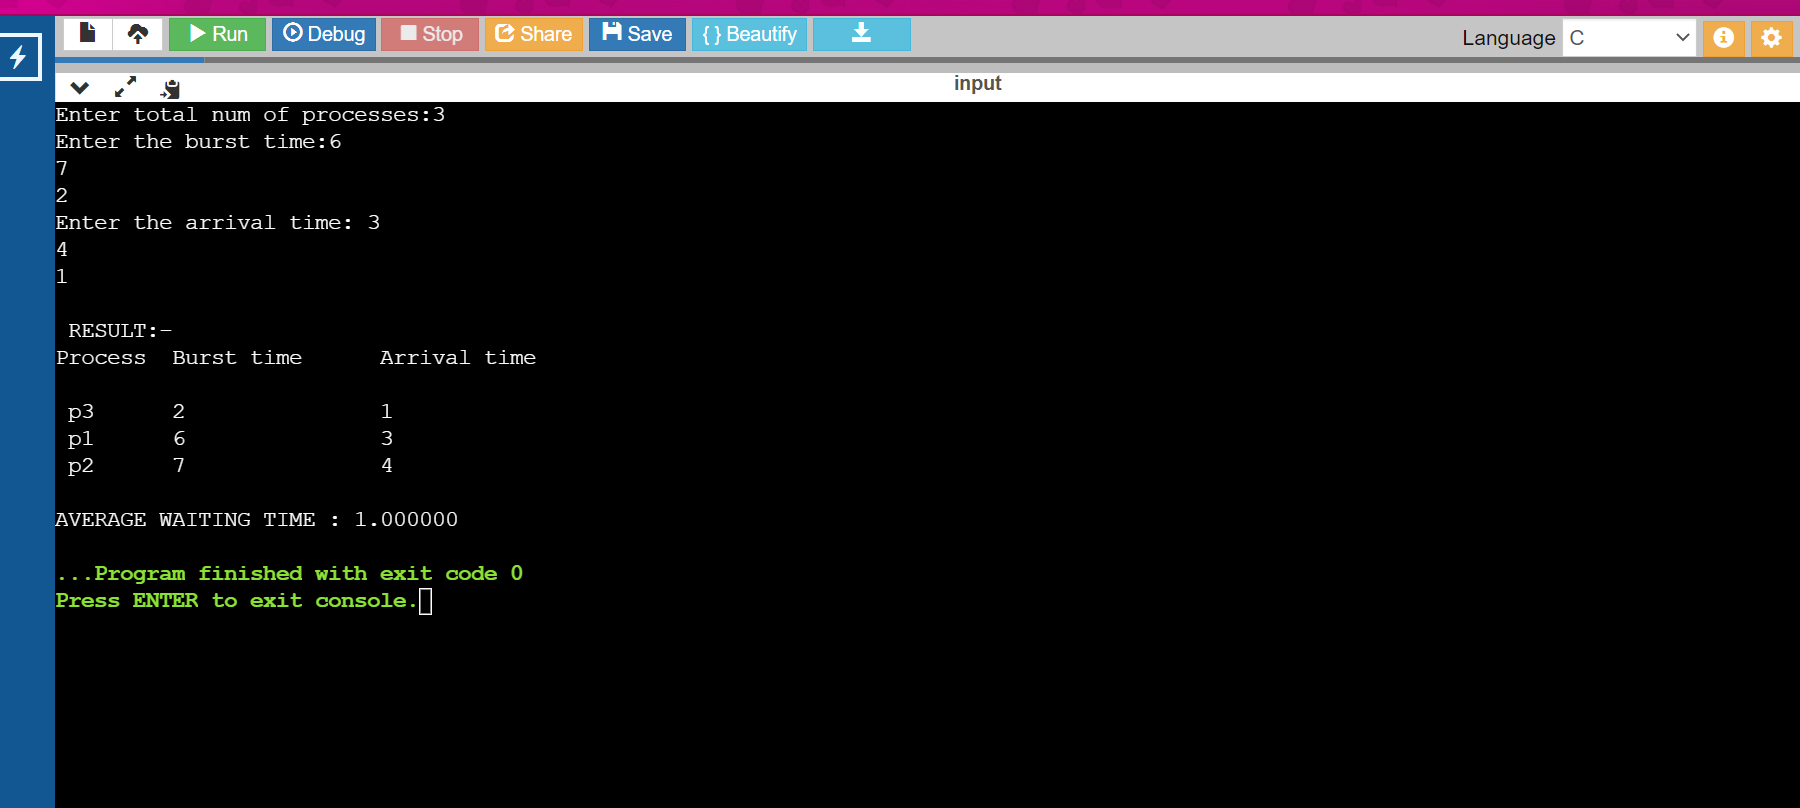 Run Debug Stop Share Save { } Beautify Language C
input
Enter total num of processes:3
Enter the burst time:6
7
2
Enter the arrival time: 3
4
1
RESULT:-
Process Burst time Arrival time
p3 2 1
p1 6 3
p2 7 4
AVERAGE WAITING TIME : 1.000000
...Program finished with exit code 0
Press ENTER to exit console.